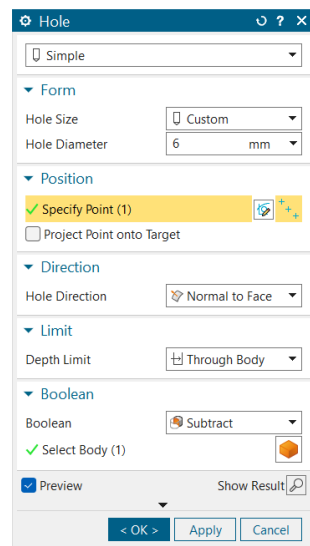 Hole ? ×
Simple
Form
Hole Size Custom
Hole Diameter 6 mm
Position
Specify Point (1)
Project Point onto Target
Direction
Hole Direction Normal to Face
Limit
Depth Limit Through Body
Boolean
Boolean Subtract
Select Body (1)
Preview Show Result
< OK > Apply Cancel